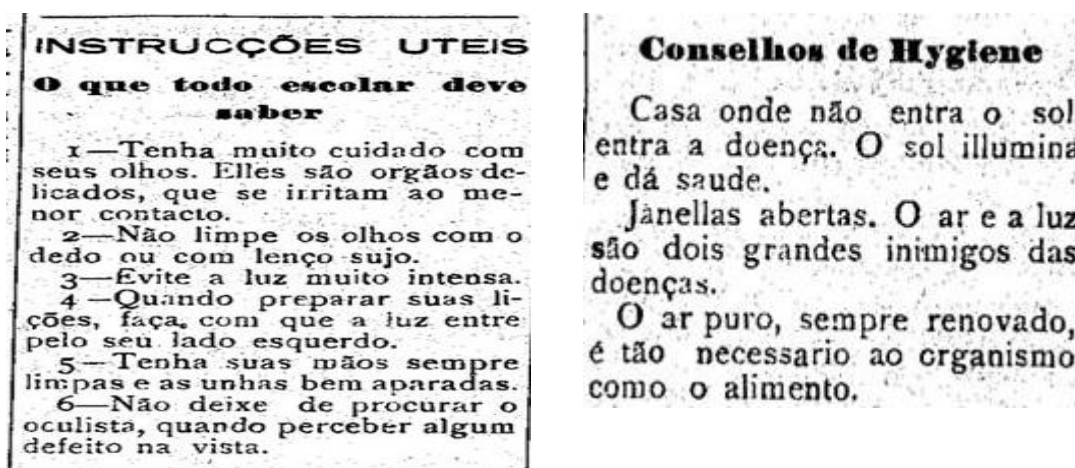 INSTRUCÇÕES UTEIS
O que todo escolar deve
saber
1—Tenha muito cuidado com
seus olhos. Elles são orgãos de-
licados, que se irritam ao me-
nor contacto.
2—Não limpe os olhos com o
dedo ou com lenço sujo.
3—Evite a luz muito intensa.
4—Quando preparar suas li-
ções, faça, com que a luz entre
pelo seu lado esquerdo.
5—Tenha suas mãos sempre
limpas e as unhas bem aparadas.
6—Não deixe de procurar o
oculista, quando perceber algum
defeito na vista.
Conselhos de Hygiene
Casa onde não entra o sol
entra a doença. O sol illumina
e dá saude.
Janellas abertas. O ar e a luz
são dois grandes inimigos das
doenças.
O ar puro, sempre renovado,
é tão necessario ao organismo
como o alimento.